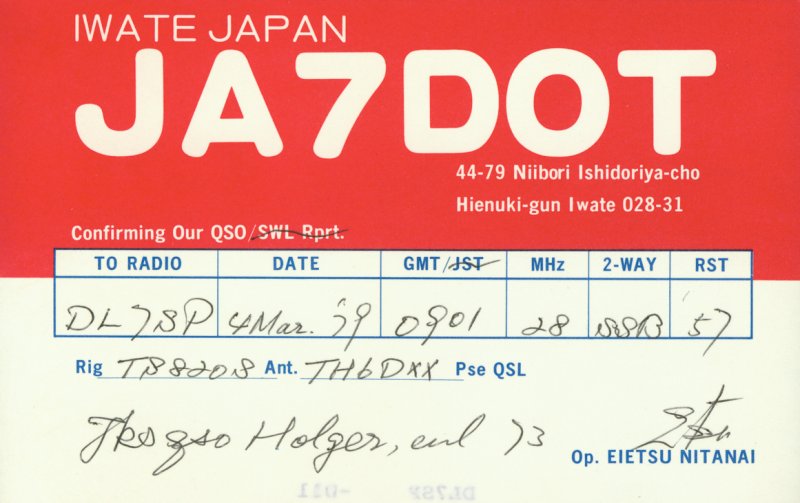 IWATE JAPAN
JA7DOT
44-79 Niibori Ishidoriya-cho
Hienuki-gun Iwate 028-31
Confirming Our QSO/SWL Rprt.
TO RADIO DATE GMT/JST MHz 2-WAY RST
DL7SP 4 Mar. '79 0901 28 SSB 57
Rig TS820S Ant. TH6DXX Pse QSL
Tks qso Holger, cul 73
Op. EIETSU NITANAI